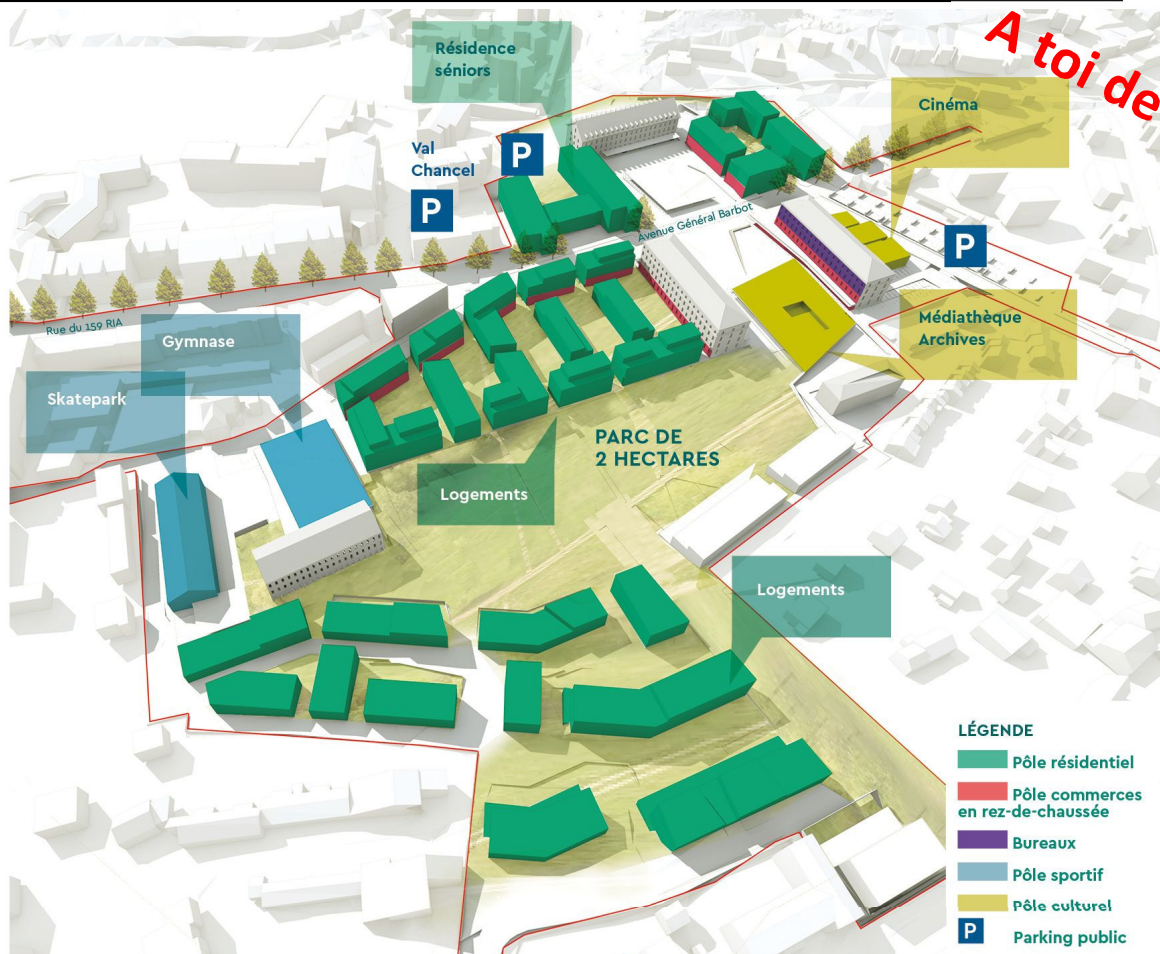 A toi de
Résidence
séniors
Cinéma
Val
Chancel
P
P
Avenue Général Barbot
P
Rue du 159 RIA
Gymnase
Médiathèque
Archives
Skatepark
PARC DE
2 HECTARES
Logements
Logements
LÉGENDE
Pôle résidentiel
Pôle commerces
en rez-de-chaussée
Bureaux
Pôle sportif
Pôle culturel
P Parking public